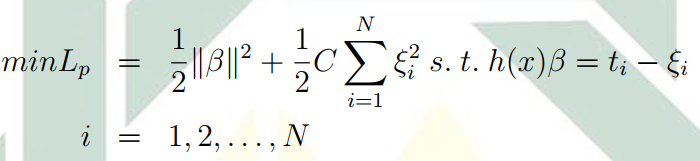 minL_p = \frac{1}{2}\|\beta\|^2 + \frac{1}{2}C\sum_{i=1}^{N}\xi_i^2 s.t. h(x)\beta = t_i - \xi_i
i = 1, 2, \ldots, N